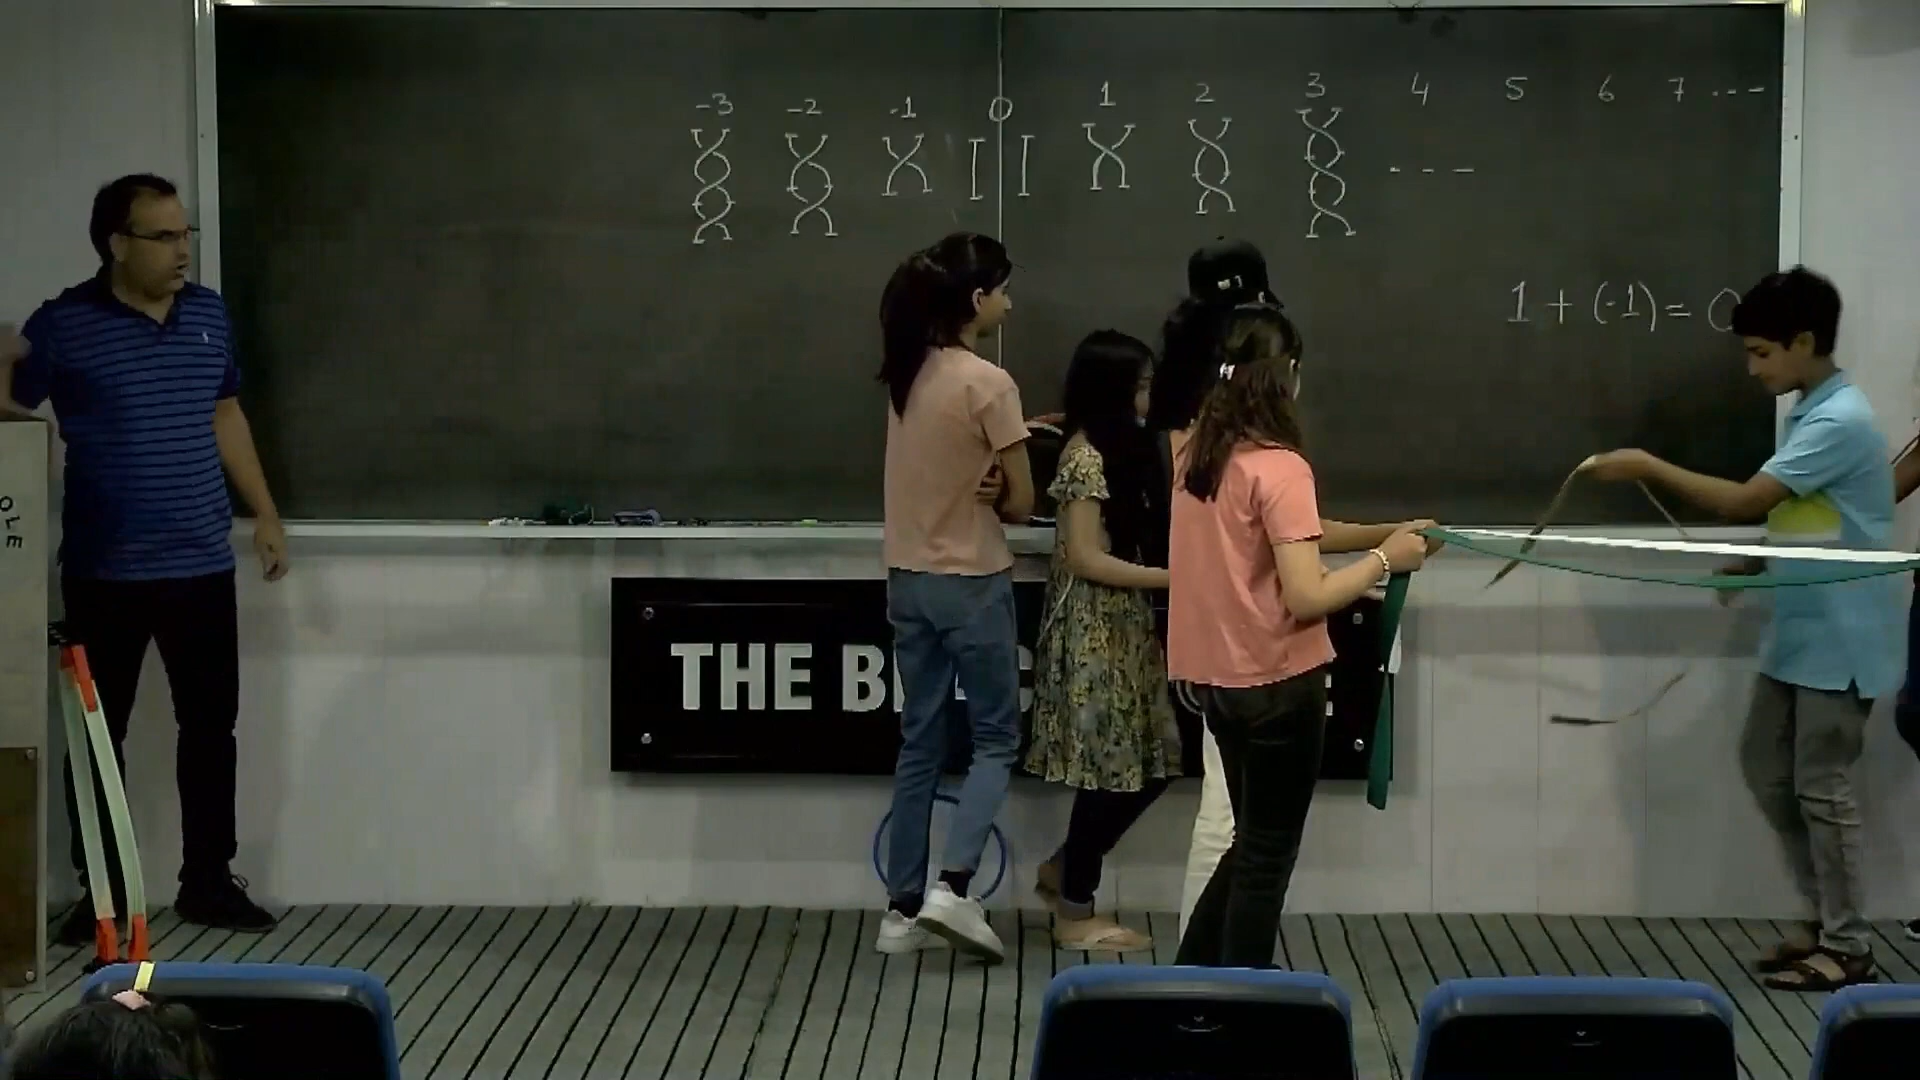 -3 -2 -1 0 1 2 3 4 5 6 7 ---
---
1 + (-1) = 0
OLE
THE B